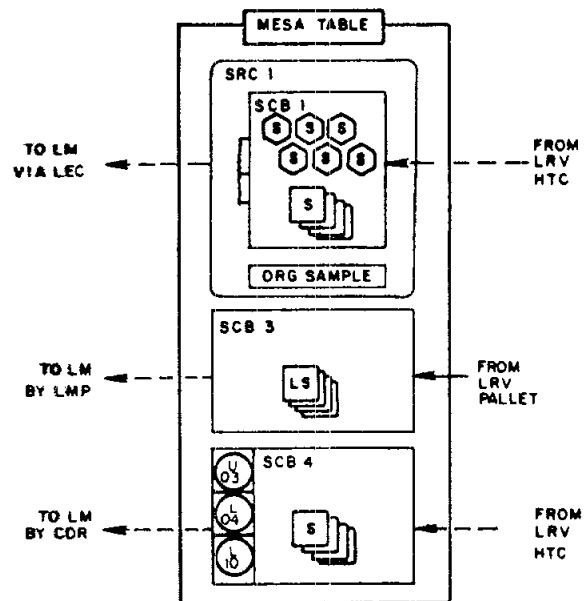 MESA TABLE
SRC 1
SCB 1
S S S
S S S
S
ORG SAMPLE
TO LM
VIA LEC
FROM
LRV
HTC
SCB 3
LS
TO LM
BY LMP
FROM
LRV
PALLET
SCB 4
U
03
L
04
L
10
S
TO LM
BY CDR
FROM
LRV
HTC